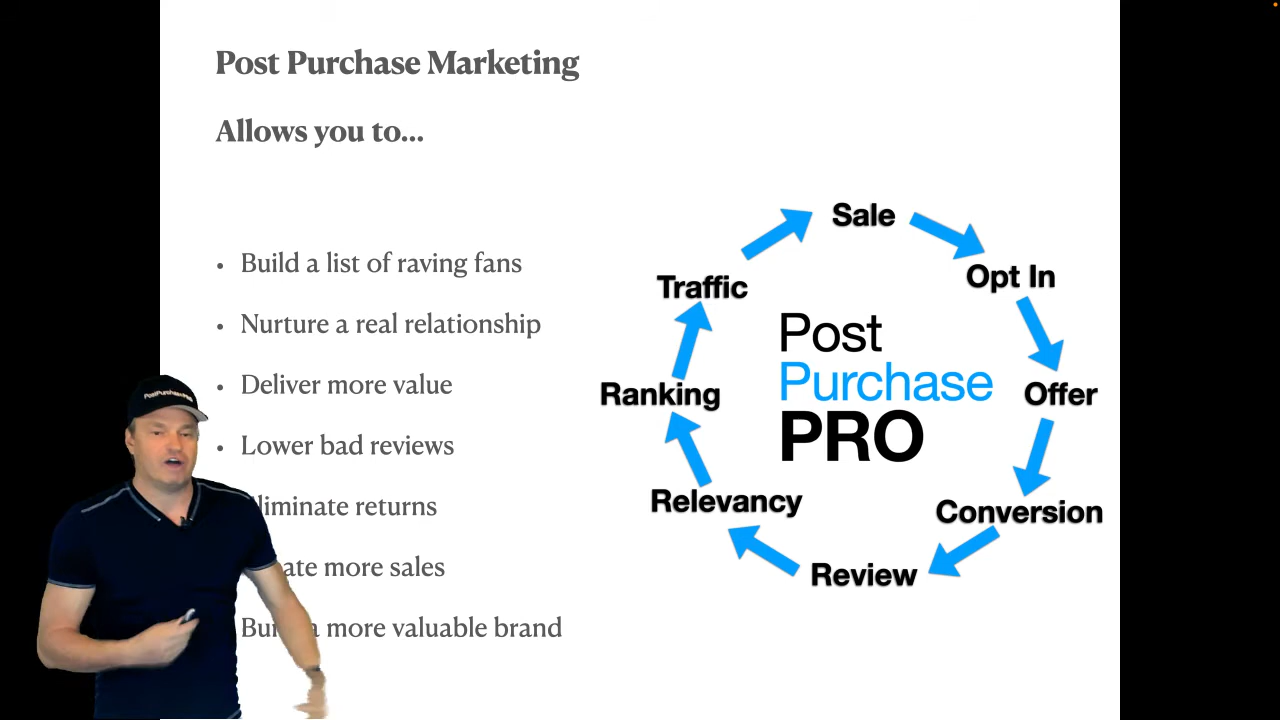 Post Purchase Marketing
Allows you to...
• Build a list of raving fans
• Nurture a real relationship
• Deliver more value
• Lower bad reviews
returns
more sales
more valuable brand
Sale
Opt In
Offer
Conversion
Review
Relevancy
Ranking
Traffic
Post
Purchase
PRO